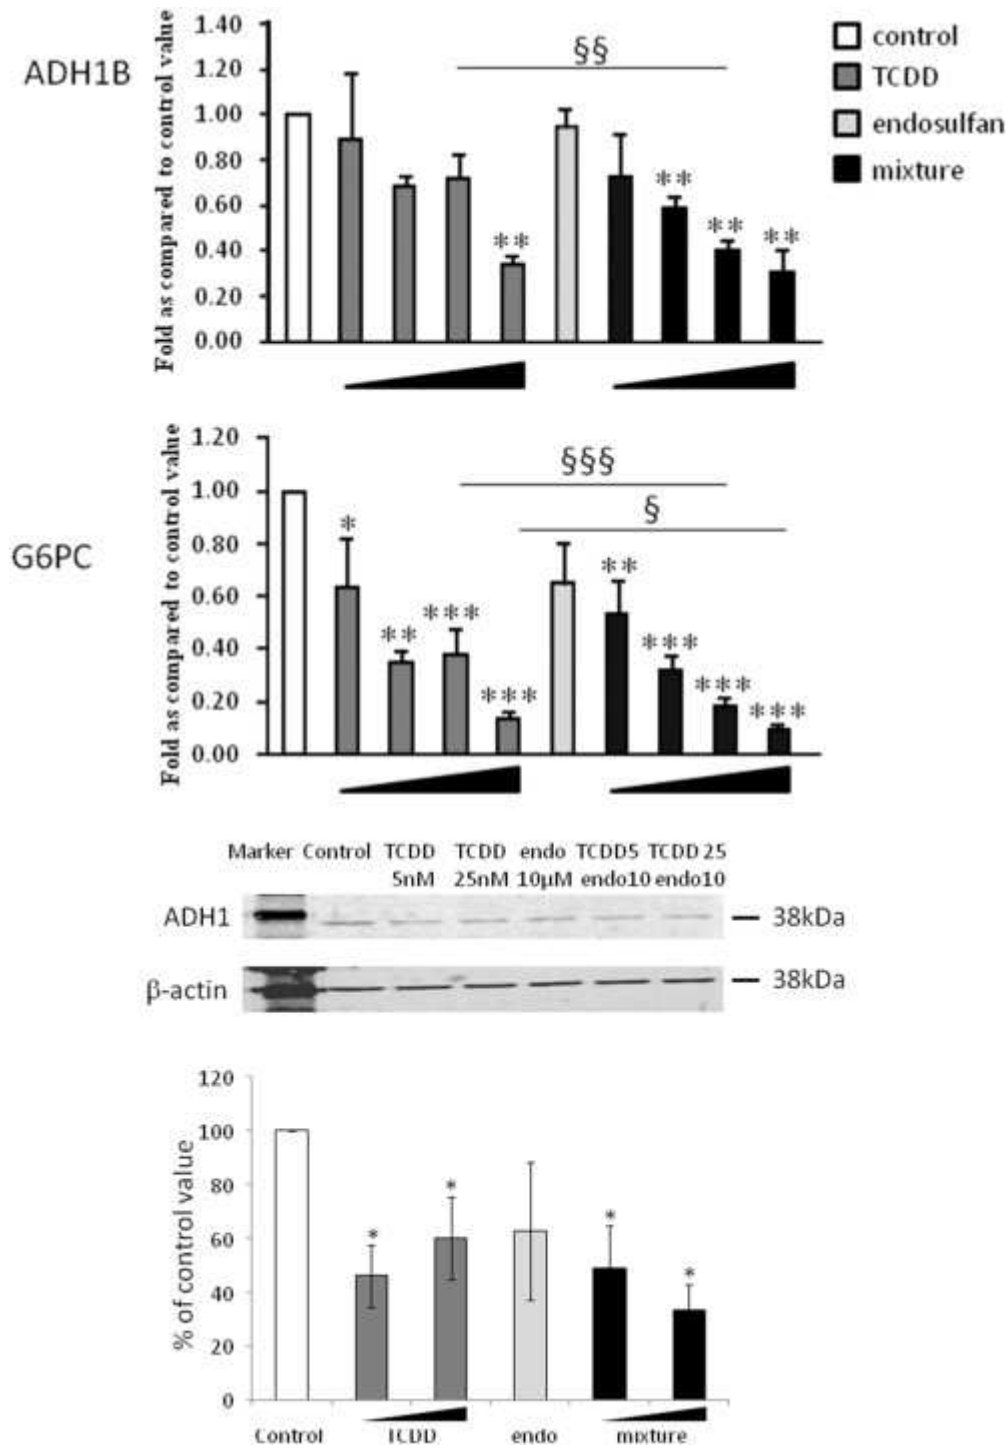 ADH1B
Fold as compared to control value
1.40
1.20
1.00
0.80
0.60
0.40
0.20
0.00
§§
**
**
**
**
control
TCDD
endosulfan
mixture
G6PC
Fold as compared to control value
1.20
1.00
0.80
0.60
0.40
0.20
0.00
§§§
§
*
**
***
***
**
***
***
***
Marker Control TCDD TCDD endo TCDD5 TCDD 25
5nM 25nM 10µM endo10 endo10
ADH1
38kDa
β-actin
38kDa
% of control value
120
100
80
60
40
20
0
*
*
*
*
Control TCDD endo mixture